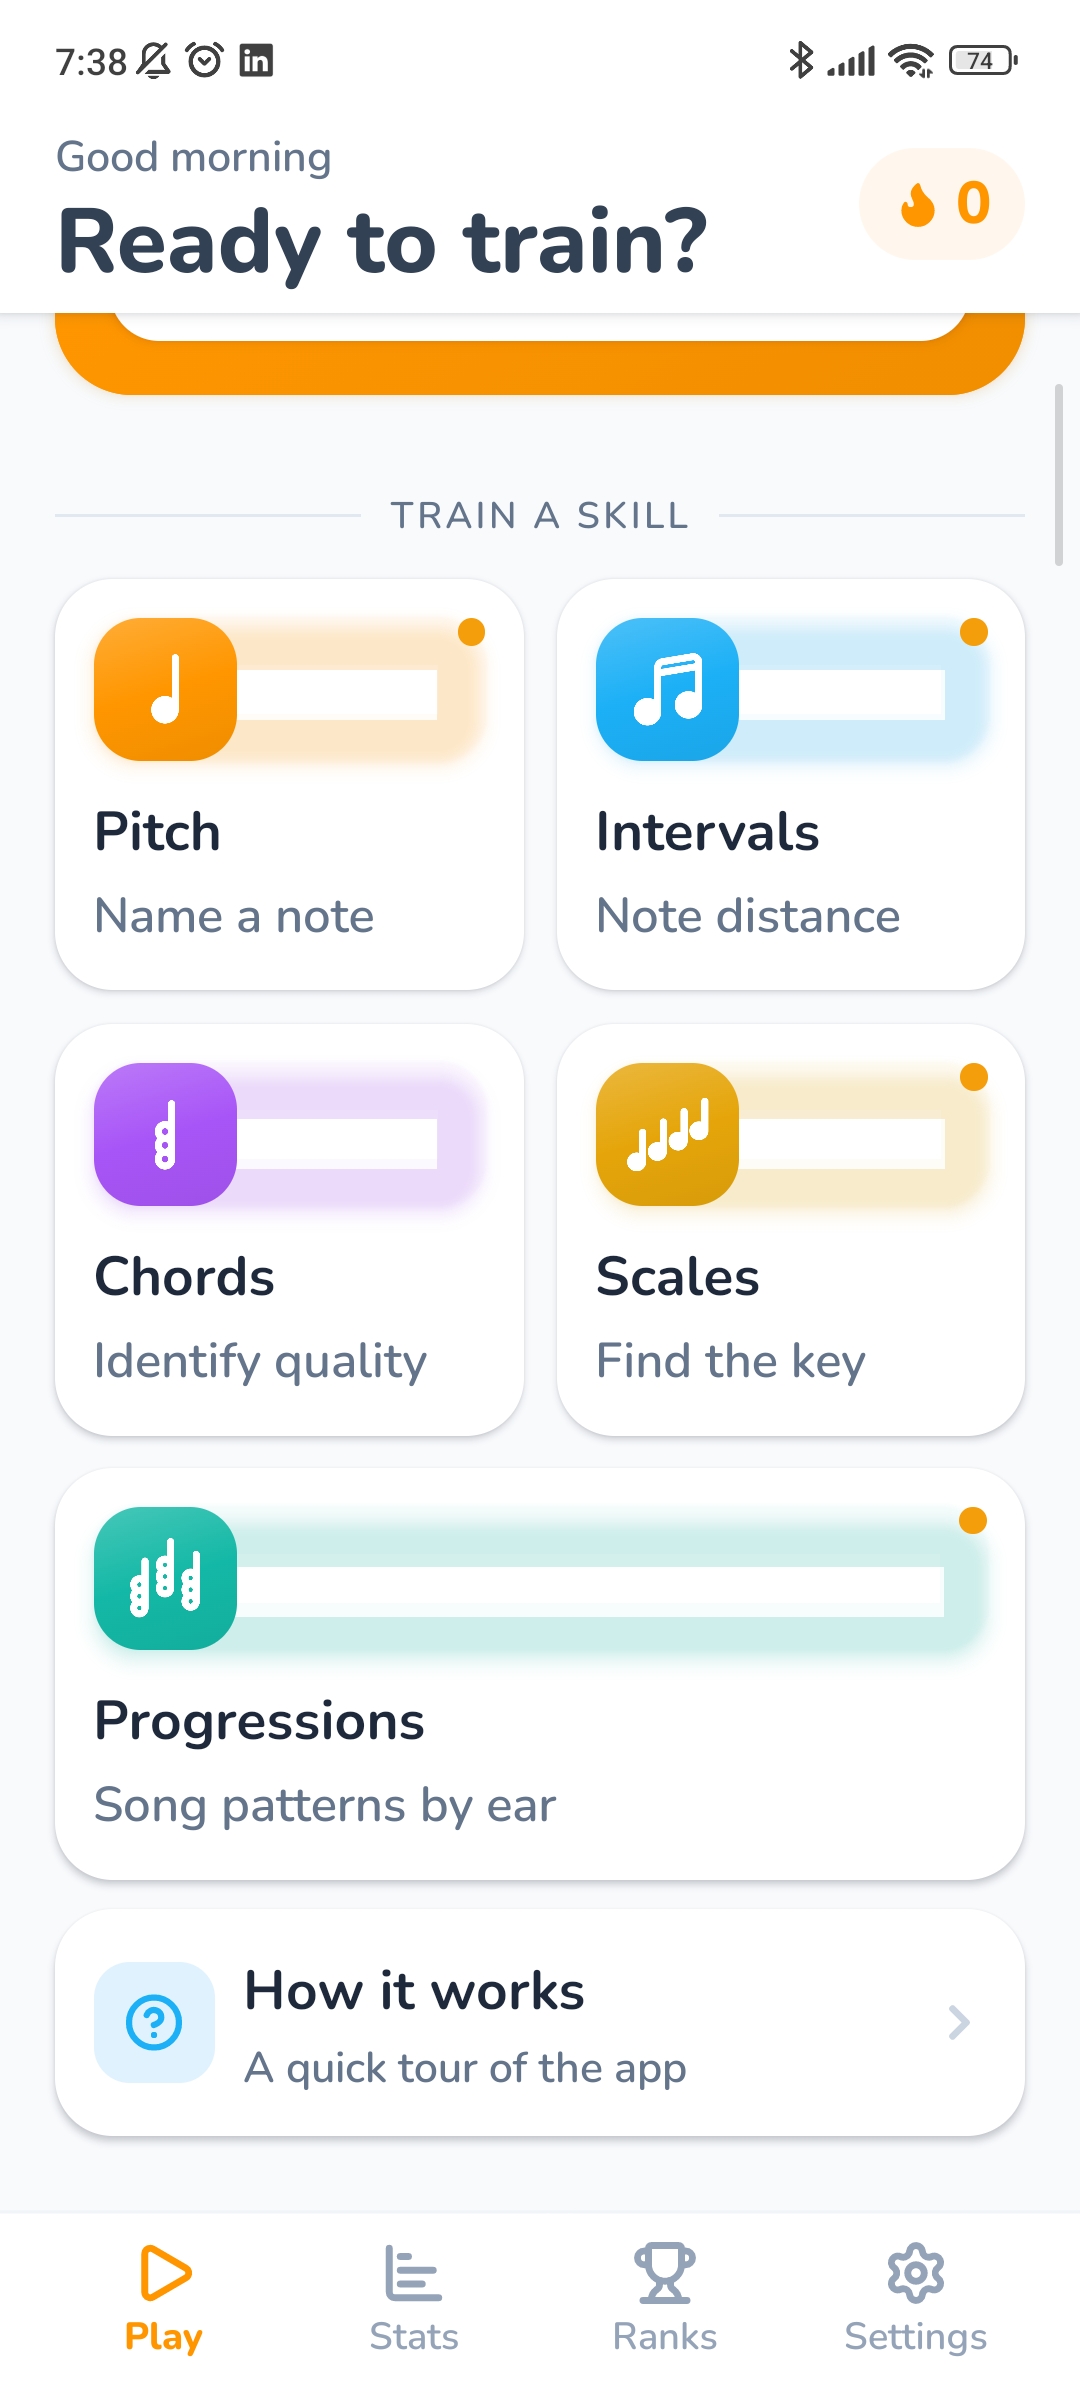 7:38
74
Good morning
Ready to train?
0
TRAIN A SKILL
Pitch
Name a note
Intervals
Note distance
Chords
Identify quality
Scales
Find the key
Progressions
Song patterns by ear
How it works
A quick tour of the app
Play
Stats
Ranks
Settings